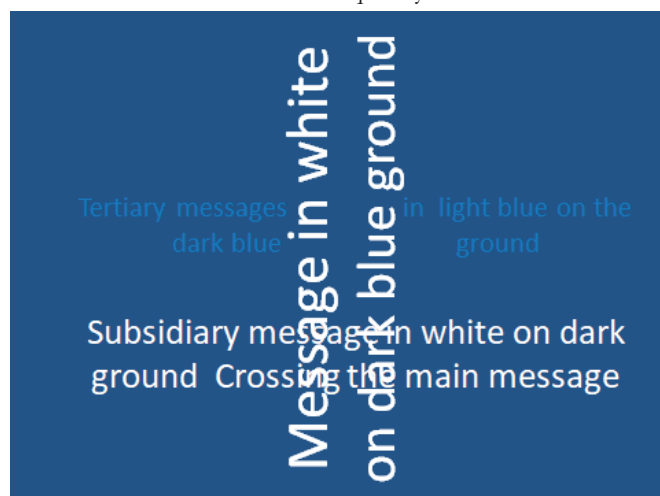 Message in white
on dark blue ground
Tertiary messages in light blue on the
dark blue ground
Subsidiary message in white on dark
ground Crossing the main message